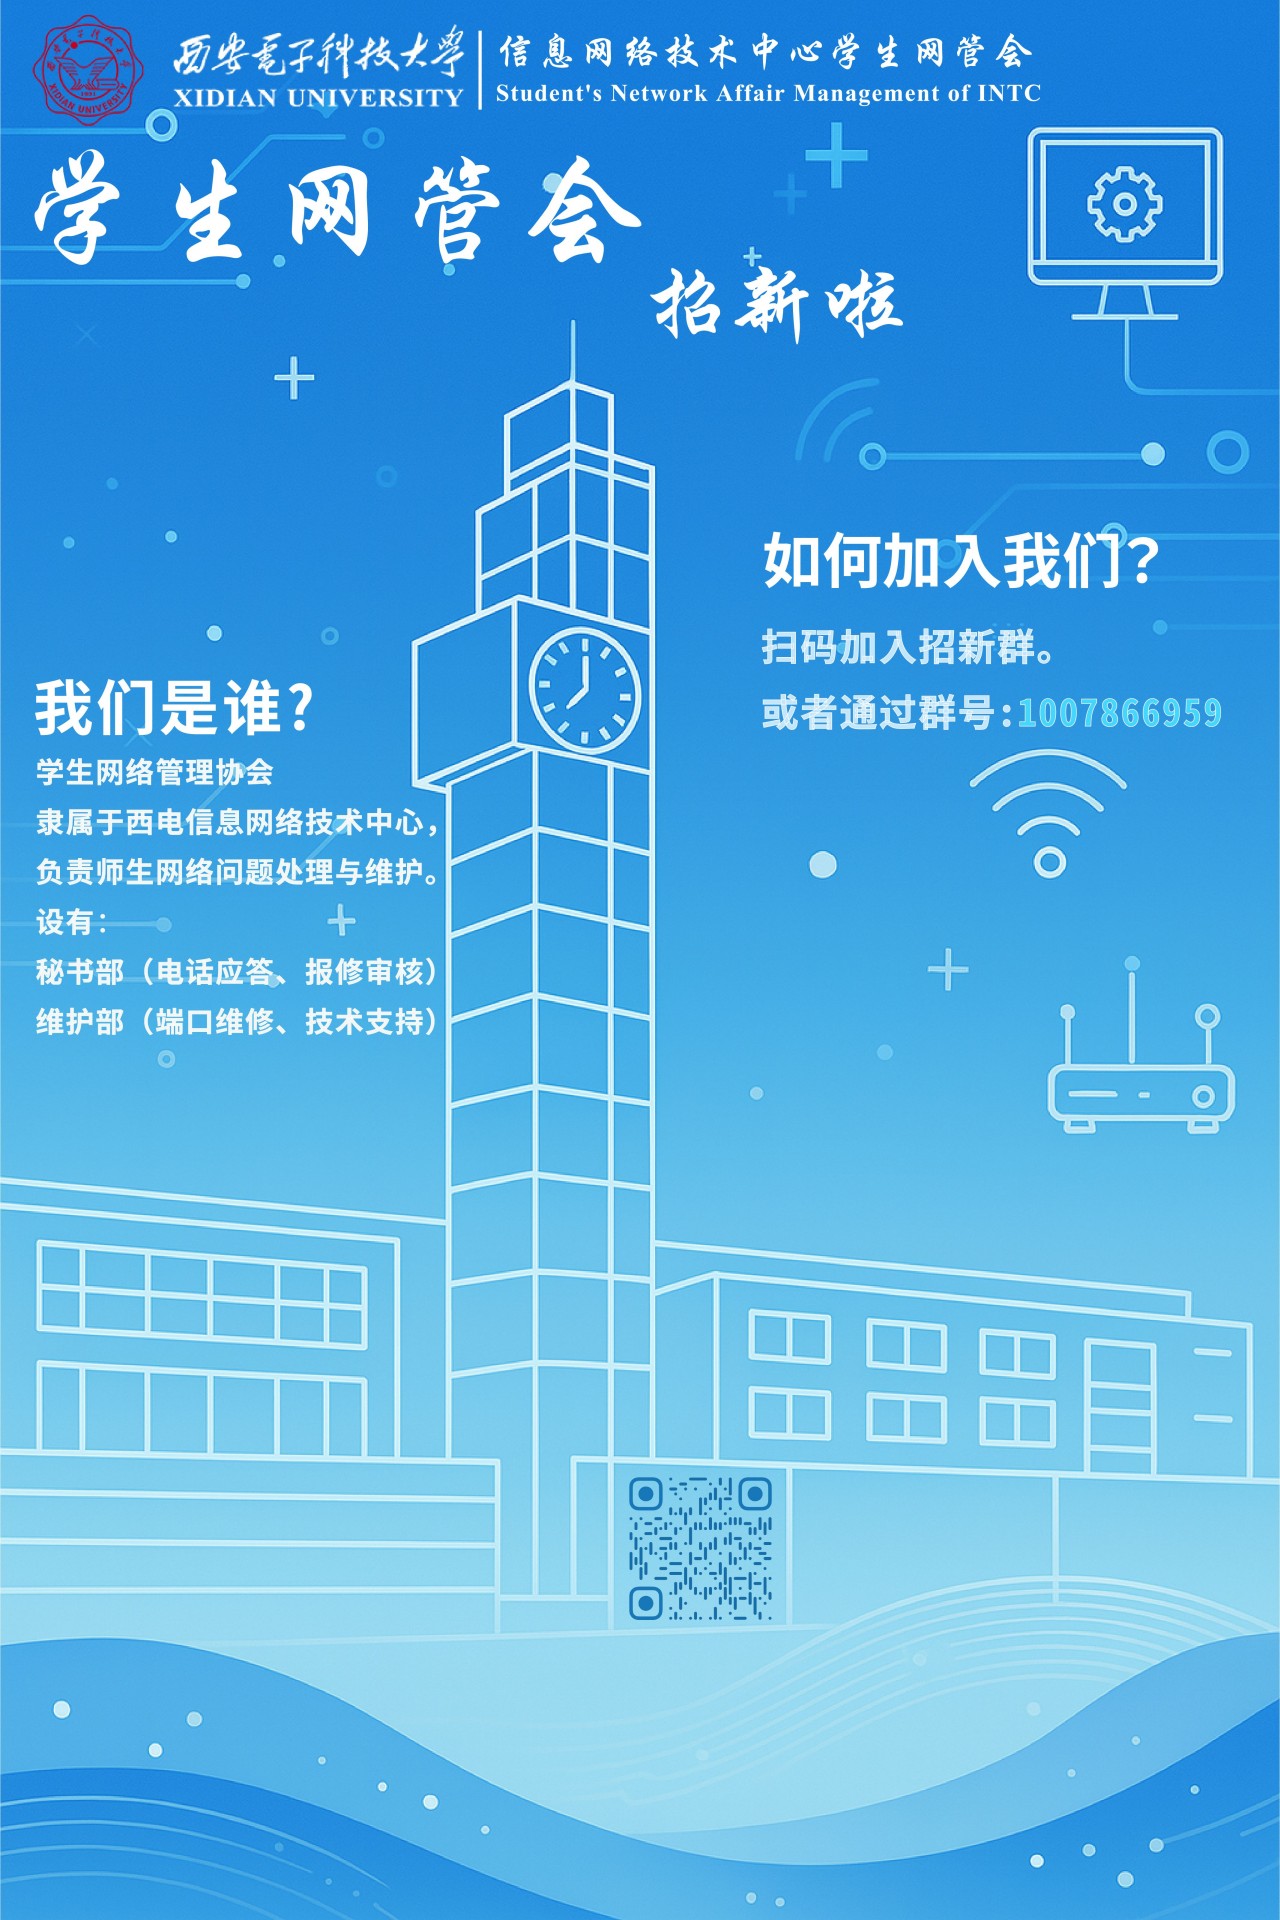 西安電子科技大学
XIDIAN UNIVERSITY
信息网络技术中心学生网管会
Student's Network Affair Management of INTC
学生网管会
招新啦
如何加入我们?
扫码加入招新群。
或者通过群号:1007866959
我们是谁?
学生网络管理协会
隶属于西电信息网络技术中心，
负责师生网络问题处理与维护。
设有：
秘书部（电话应答、报修审核）
维护部（端口维修、技术支持）